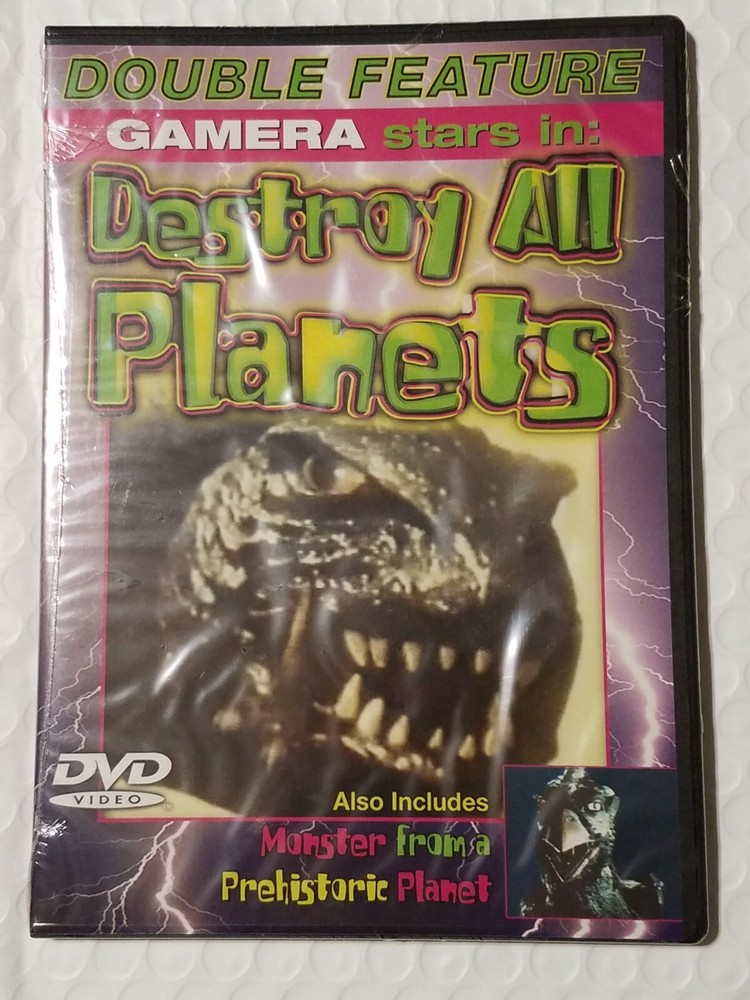 DOUBLE FEATURE
GAMERA stars in:
Destroy All
Planets
DVD
VIDEO
Also Includes
Monster from a
Prehistoric Planet